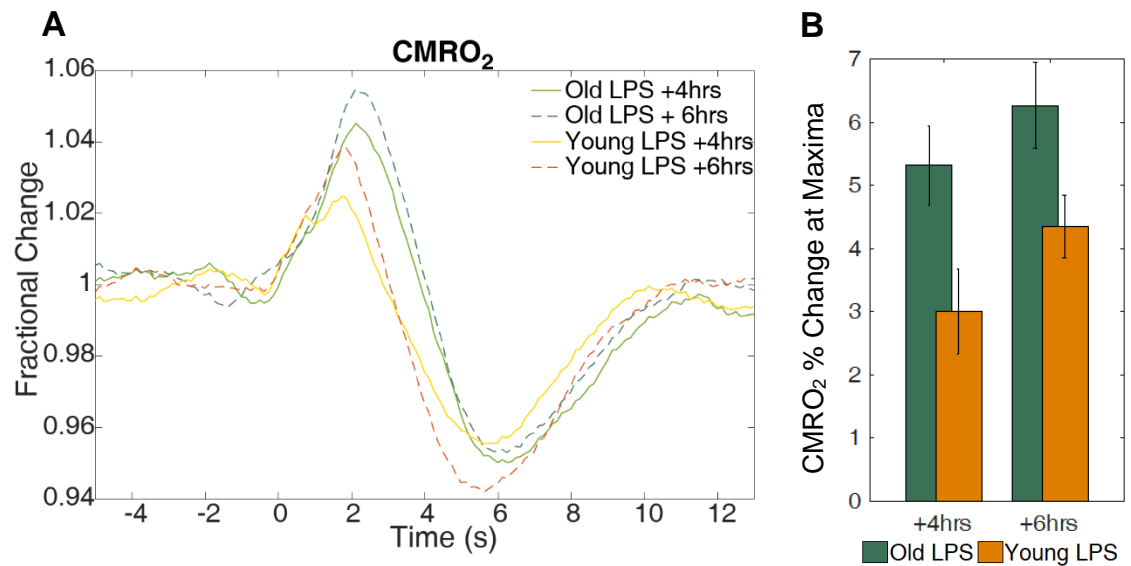 A
CMRO₂
1.06
1.04
1.02
1
0.98
0.96
0.94
Fractional Change
-4
-2
0
2
4
6
8
10
12
Time (s)
Old LPS +4hrs
Old LPS + 6hrs
Young LPS +4hrs
Young LPS +6hrs
B
7
6
5
4
3
2
1
0
CMRO₂ % Change at Maxima
+4hrs
+6hrs
Old LPS
Young LPS